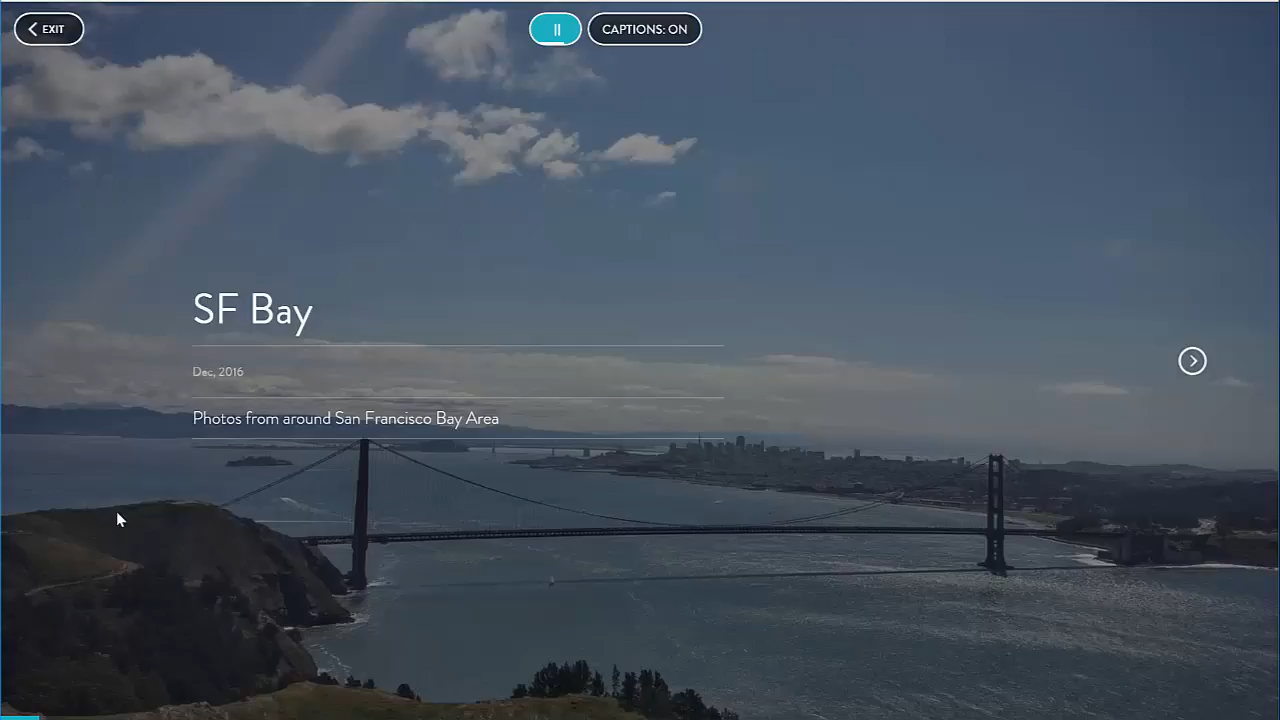 EXIT
CAPTIONS: ON
SF Bay
Dec, 2016
Photos from around San Francisco Bay Area